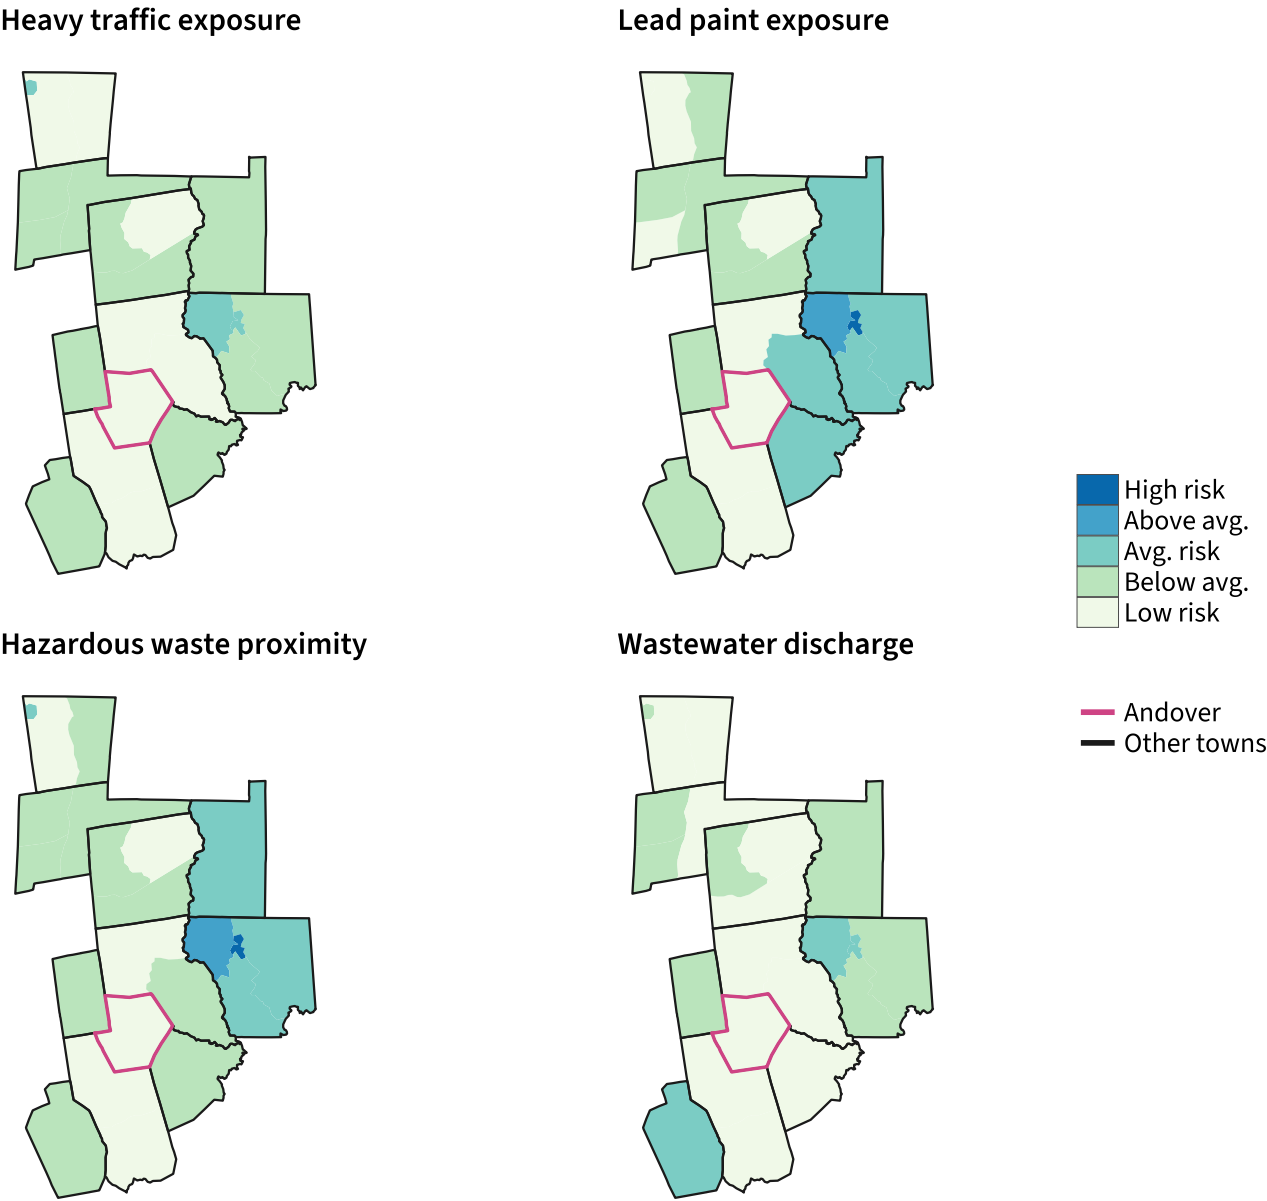 Heavy traffic exposure
Lead paint exposure
High risk
Above avg.
Avg. risk
Below avg.
Low risk
Hazardous waste proximity
Wastewater discharge
Andover
Other towns